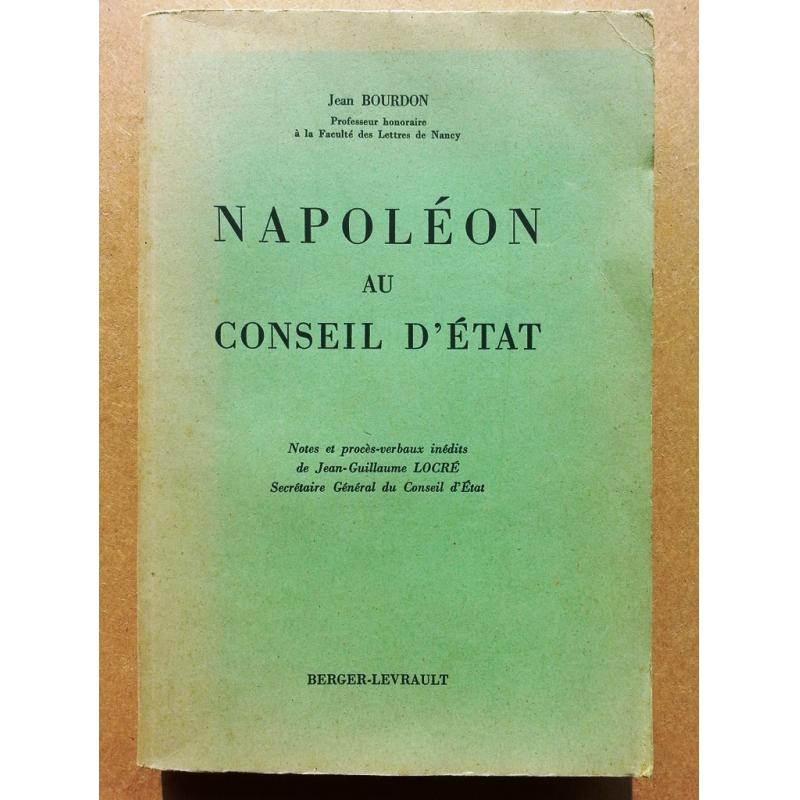 Jean BOURDON
Professeur honoraire
à la Faculté des Lettres de Nancy
NAPOLÉON
AU
CONSEIL D'ÉTAT
Notes et procès-verbaux inédits
de Jean-Guillaume LOCRÉ
Secrétaire Général du Conseil d'État
BERGER-LEVRAULT